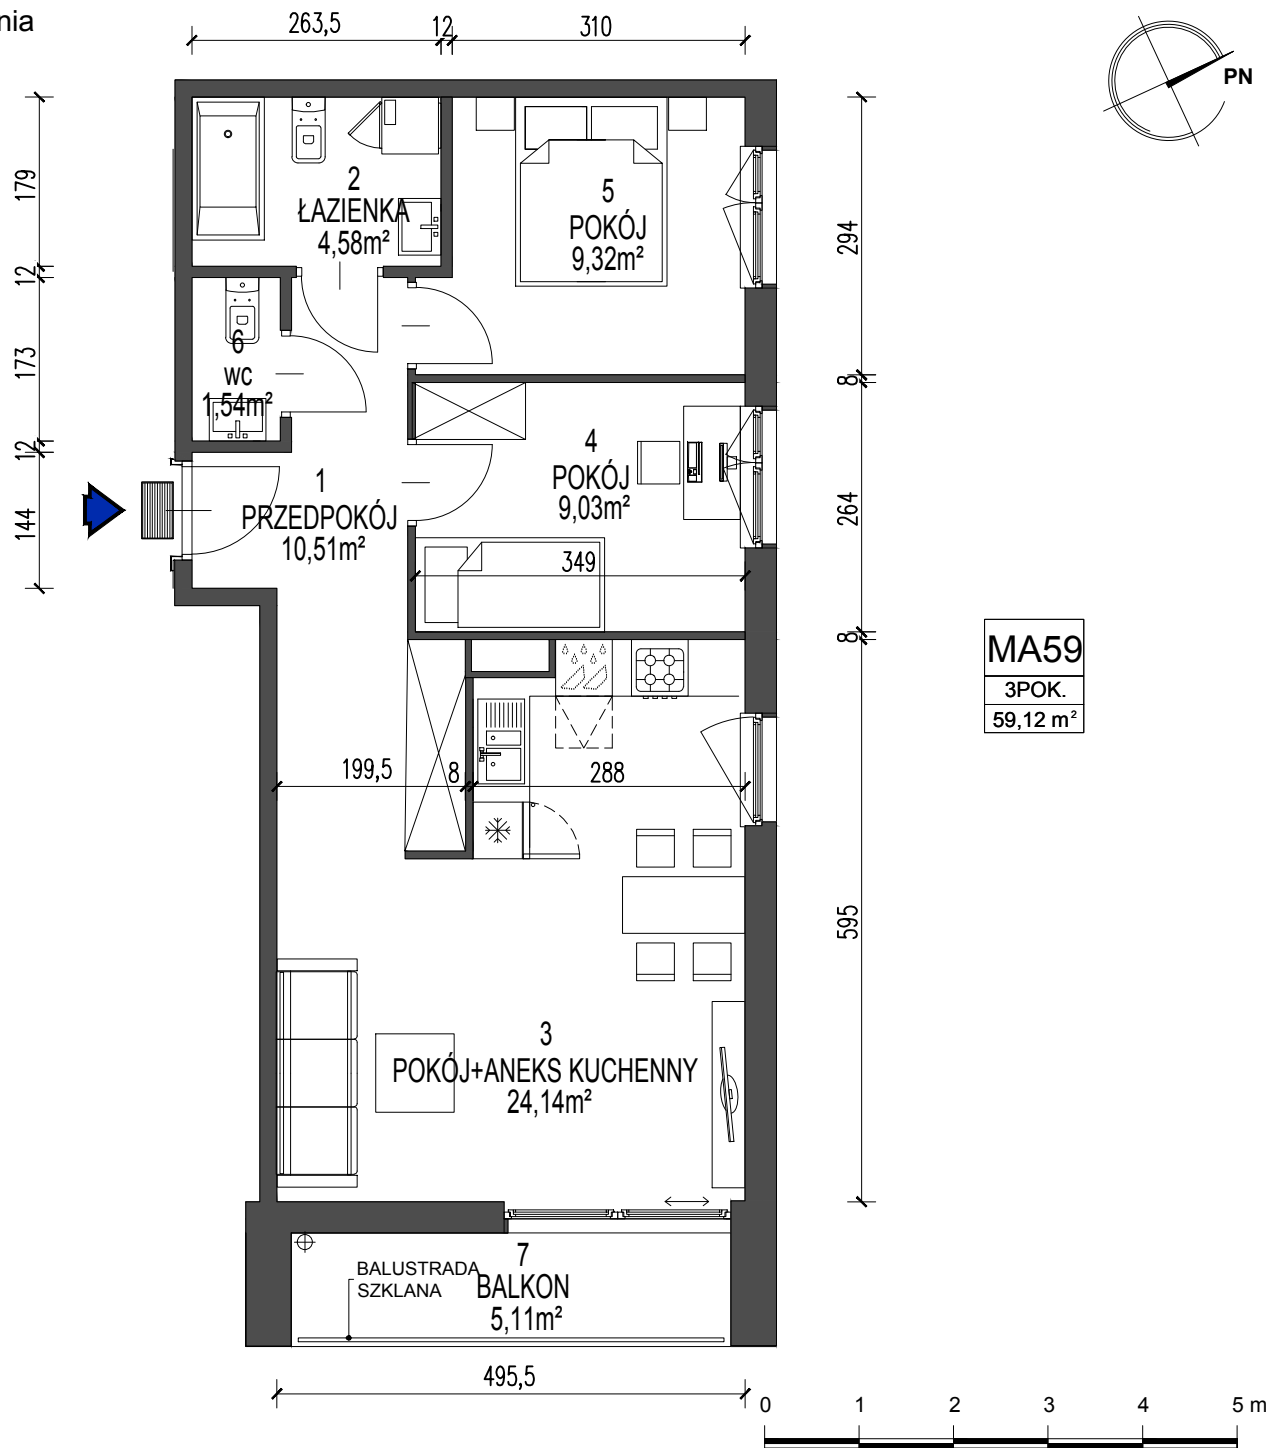 nia
263,5
12
310
PN
179
12
173
12
144
2
ŁAZIENKA
4,58m²
5
POKÓJ
9,32m²
294
8
6
WC
1,54m²
4
POKÓJ
9,03m²
264
1
PRZEDPOKÓJ
10,51m²
349
8
MA59
3POK.
59,12 m²
199,5
8
288
595
3
POKÓJ+ANEKS KUCHENNY
24,14m²
7
BALKON
5,11m²
BALUSTRADA
SZKLANA
495,5
0 1 2 3 4 5 m